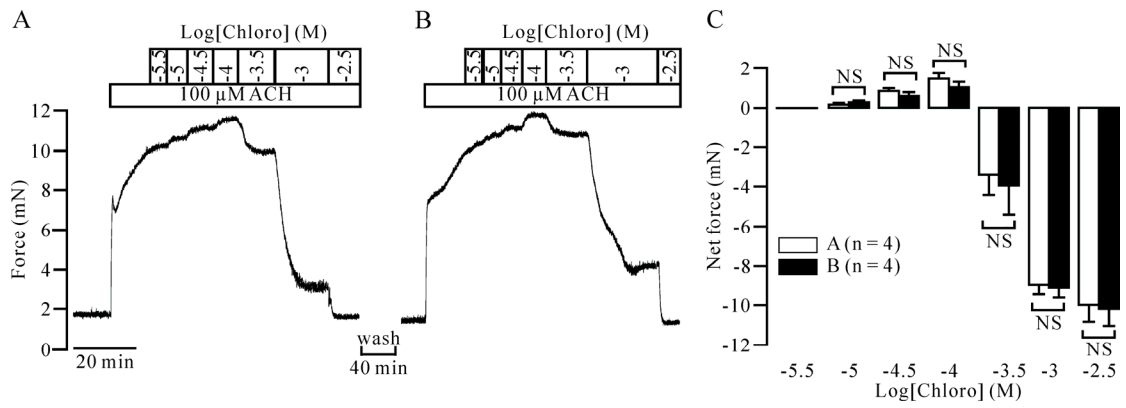 A
Log[Chloro] (M)
-5.5 -5 -4.5 -4 -3.5 -3 -2.5
100 µM ACH
12
10
8
6
4
2
0
Force (mN)
20 min
wash
40 min
B
Log[Chloro] (M)
-5.5 -5 -4.5 -4 -3.5 -3 -2.5
100 µM ACH
C
2
0
-2
-4
-6
-8
-10
-12
Net force (mN)
NS NS NS
NS NS NS
A (n = 4)
B (n = 4)
-5.5 -5 -4.5 -4 -3.5 -3 -2.5
Log[Chloro] (M)